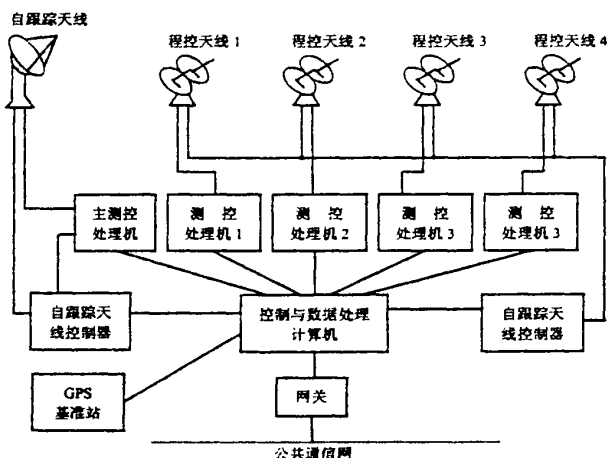 自跟踪天线
程控天线 1
程控天线 2
程控天线 3
程控天线 4
主测控
处理机
测 控
处理机 1
测 控
处理机 2
测 控
处理机 3
测 控
处理机 3
自跟踪天
线控制器
控制与数据处理
计算机
自跟踪天
线控制器
GPS
基准站
网关
公共通信网